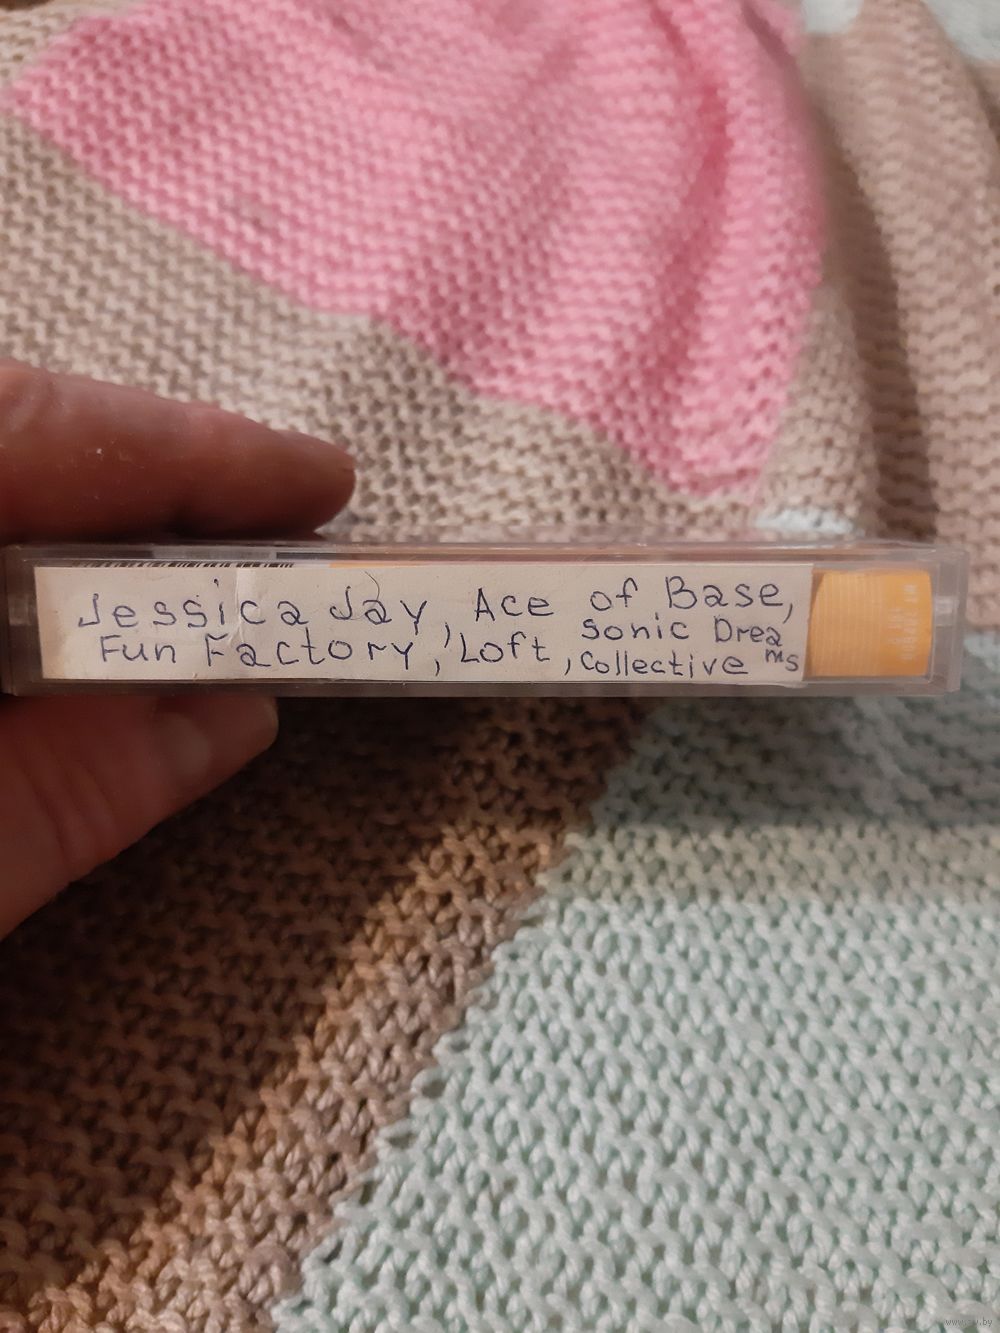 Jessica Jay, Ace of Base,
Fun Factory, Loft, Sonic Dreams
Collective